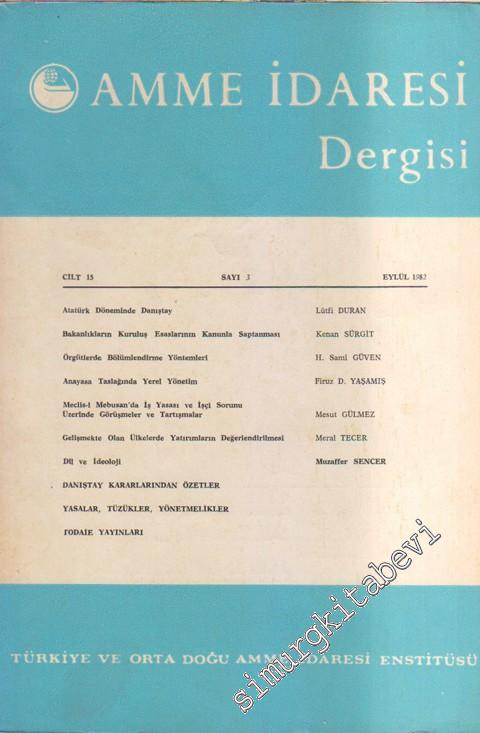 AMME İDARESİ
Dergisi
CİLT 15 SAYI 3 EYLÜL 1982
Atatürk Döneminde Danıştay Lûtfi DURAN
Bakanlıkların Kuruluş Esaslarının Kanunla Saptanması Kenan SÜRGİT
Örgütlerde Bölümlendirme Yöntemleri H. Sami GÜVEN
Anayasa Taslağında Yerel Yönetim Firuz D. YAŞAMIŞ
Meclis-i Mebusan'da İş Yasası ve İşçi Sorunu
Üzerinde Görüşmeler ve Tartışmalar Mesut GÜLMEZ
Gelişmekte Olan Ülkelerde Yatırımların Değerlendirilmesi Meral TECER
Dil ve İdeoloji Muzaffer SENCER
DANIŞTAY KARARLARINDAN ÖZETLER
YASALAR, TÜZÜKLER, YÖNETMELİKLER
TODAİE YAYINLARI
TÜRKİYE VE ORTA DOĞU AMME İDARESİ ENSTİTÜSÜ
simurgkitabevi